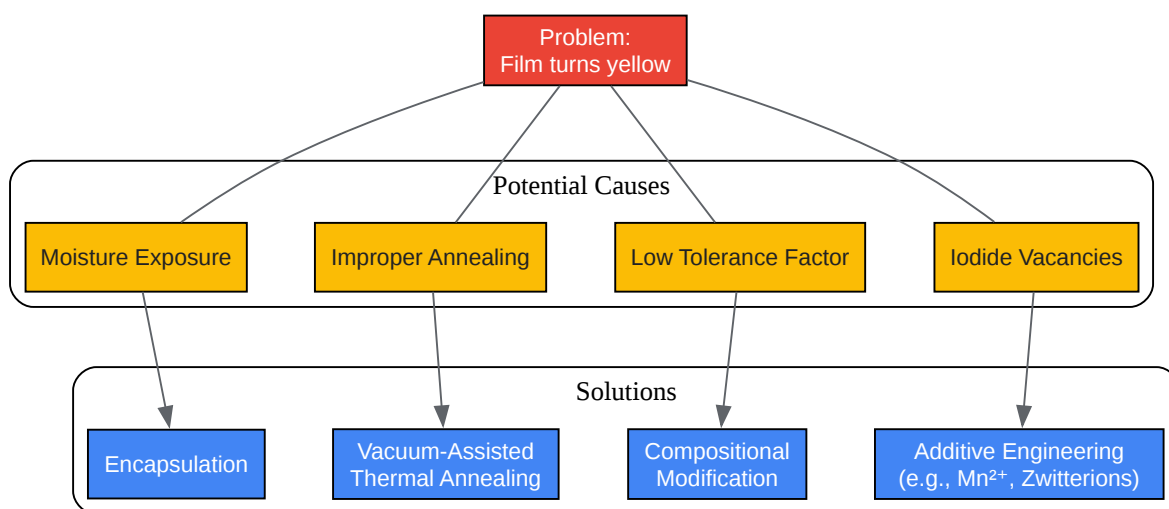 Problem:
Film turns yellow
Potential Causes
Moisture Exposure
Improper Annealing
Low Tolerance Factor
Iodide Vacancies
Solutions
Encapsulation
Vacuum-Assisted
Thermal Annealing
Compositional
Modification
Additive Engineering
(e.g., Mn²⁺, Zwitterions)